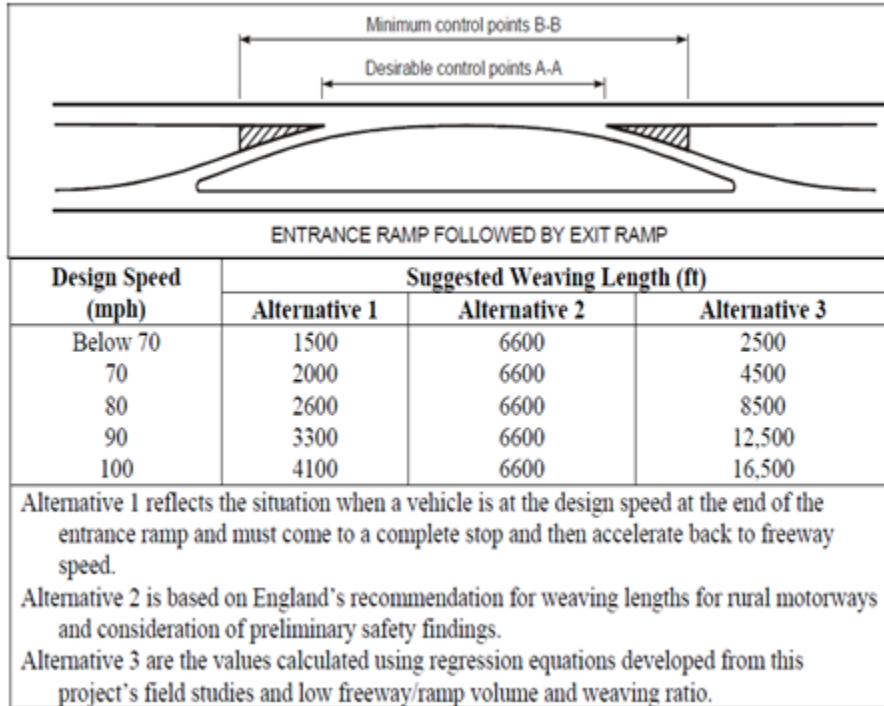 Minimum control points B-B
Desirable control points A-A
ENTRANCE RAMP FOLLOWED BY EXIT RAMP
Design Speed (mph) Suggested Weaving Length (ft)
Alternative 1 Alternative 2 Alternative 3
Below 70 1500 6600 2500
70 2000 6600 4500
80 2600 6600 8500
90 3300 6600 12,500
100 4100 6600 16,500
Alternative 1 reflects the situation when a vehicle is at the design speed at the end of the
entrance ramp and must come to a complete stop and then accelerate back to freeway
speed.
Alternative 2 is based on England's recommendation for weaving lengths for rural motorways
and consideration of preliminary safety findings.
Alternative 3 are the values calculated using regression equations developed from this
project's field studies and low freeway/ramp volume and weaving ratio.